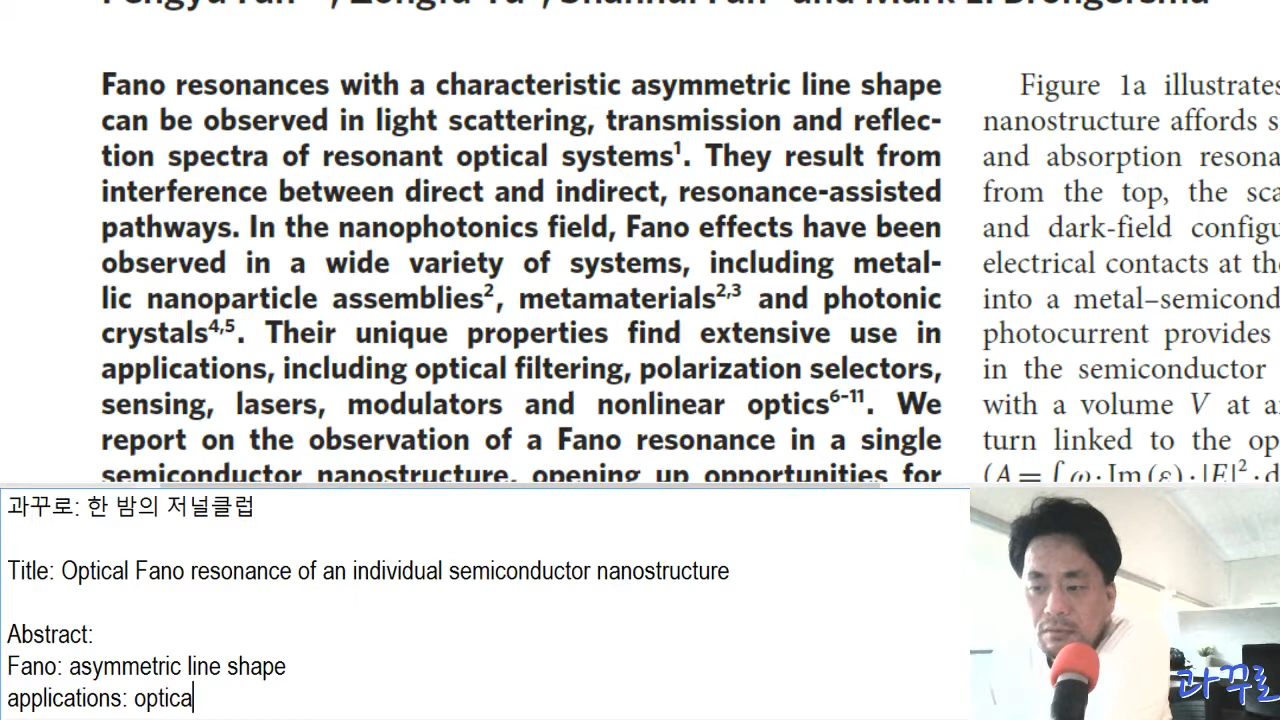 Fano resonances with a characteristic asymmetric line shape
can be observed in light scattering, transmission and reflec-
tion spectra of resonant optical systems1. They result from
interference between direct and indirect, resonance-assisted
pathways. In the nanophotonics field, Fano effects have been
observed in a wide variety of systems, including metal-
lic nanoparticle assemblies2, metamaterials2,3 and photonic
crystals4,5. Their unique properties find extensive use in
applications, including optical filtering, polarization selectors,
sensing, lasers, modulators and nonlinear optics6–11. We
report on the observation of a Fano resonance in a single
semiconductor nanostructure, opening up opportunities for
Figure 1a illustrates
nanostructure affords s
and absorption resona
from the top, the sca
and dark-field configu
electrical contacts at the
into a metal–semicond
photocurrent provides
in the semiconductor
with a volume V at a
turn linked to the op
(A = ∫ ω · Im (ε) · |E|2 · d
과꾸로: 한 밤의 저널클럽
Title: Optical Fano resonance of an individual semiconductor nanostructure
Abstract:
Fano: asymmetric line shape
applications: optica
과꾸로